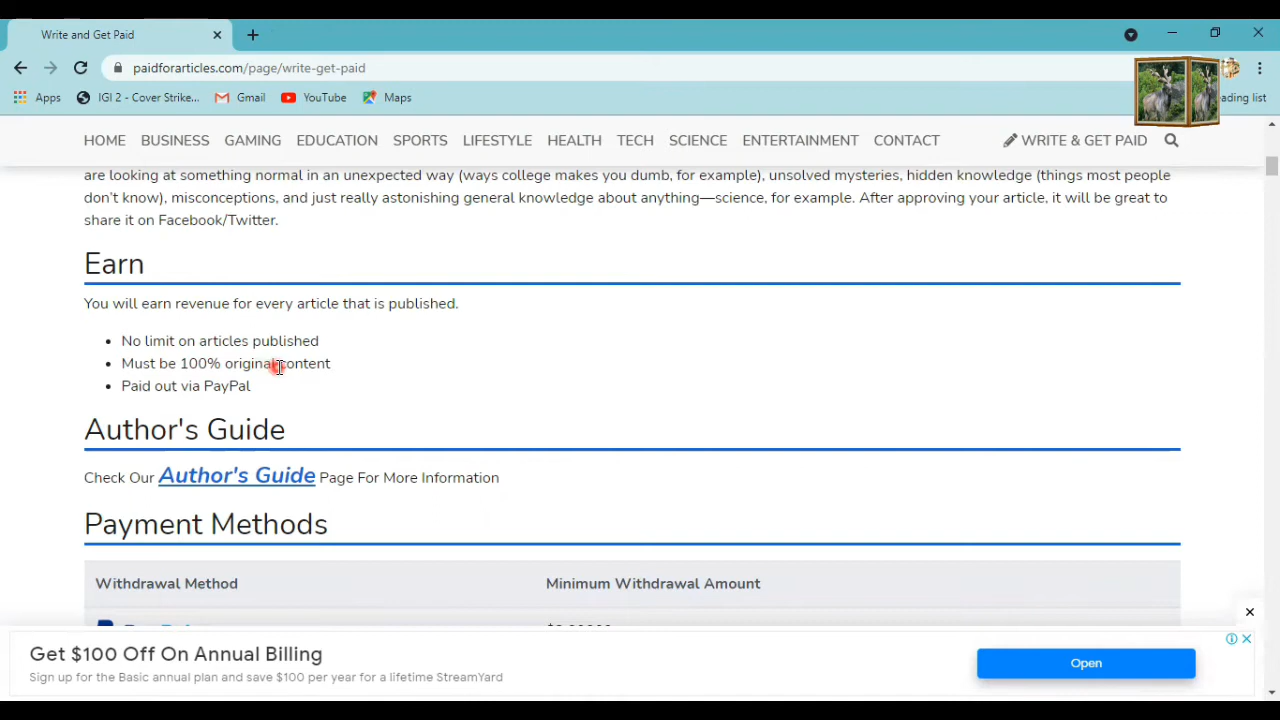 Write and Get Paid
paidforarticles.com/page/write-get-paid
Apps IGI 2 - Cover Strike... Gmail YouTube Maps ading list
HOME BUSINESS GAMING EDUCATION SPORTS LIFESTYLE HEALTH TECH SCIENCE ENTERTAINMENT CONTACT WRITE & GET PAID
are looking at something normal in an unexpected way (ways college makes you dumb, for example), unsolved mysteries, hidden knowledge (things most people
don't know), misconceptions, and just really astonishing general knowledge about anything—science, for example. After approving your article, it will be great to
share it on Facebook/Twitter.
Earn
You will earn revenue for every article that is published.
• No limit on articles published
• Must be 100% original content
• Paid out via PayPal
Author's Guide
Check Our Author's Guide Page For More Information
Payment Methods
Withdrawal Method Minimum Withdrawal Amount
Get $100 Off On Annual Billing
Sign up for the Basic annual plan and save $100 per year for a lifetime StreamYard
Open